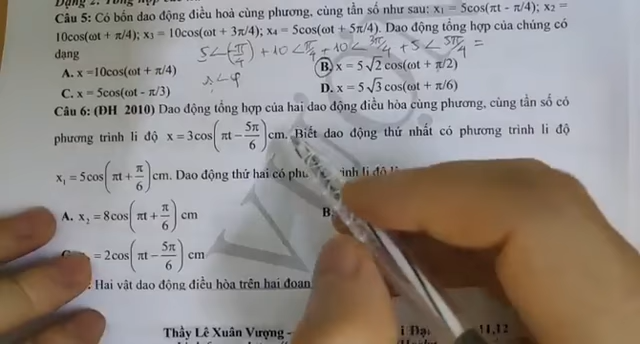 Câu 5: Có bốn dao động điều hoà cùng phương, cùng tần số như sau: x₁ = 5cos(πt - π/4); x₂ =
10cos(ωt + π/4); x₃ = 10cos(ωt + 3π/4); x₄ = 5cos(ωt + 5π/4). Dao động tổng hợp của chúng có
dạng
5∠(-π/4) + 10∠π/4 + 10∠3π/4 + 5∠5π/4 =
A. x =10cos(ωt + π/4)
B. x = 5√2 cos(ωt + π/2)
C. x = 5cos(ωt - π/3)
D. x = 5√3 cos(ωt + π/6)
Câu 6: (ĐH 2010) Dao động tổng hợp của hai dao động điều hòa cùng phương, cùng tần số có
phương trình li độ x = 3cos(πt − 5π/6) cm. Biết dao động thứ nhất có phương trình li độ
x₁ = 5cos(πt + π/6) cm. Dao động thứ hai có li độ
A. x₂ = 8cos(πt + π/6) cm
B.
= 2cos(πt − 5π/6) cm
: Hai vật dao động điều hòa trên hai đoạn
Thầy Lê Xuân Vượng -